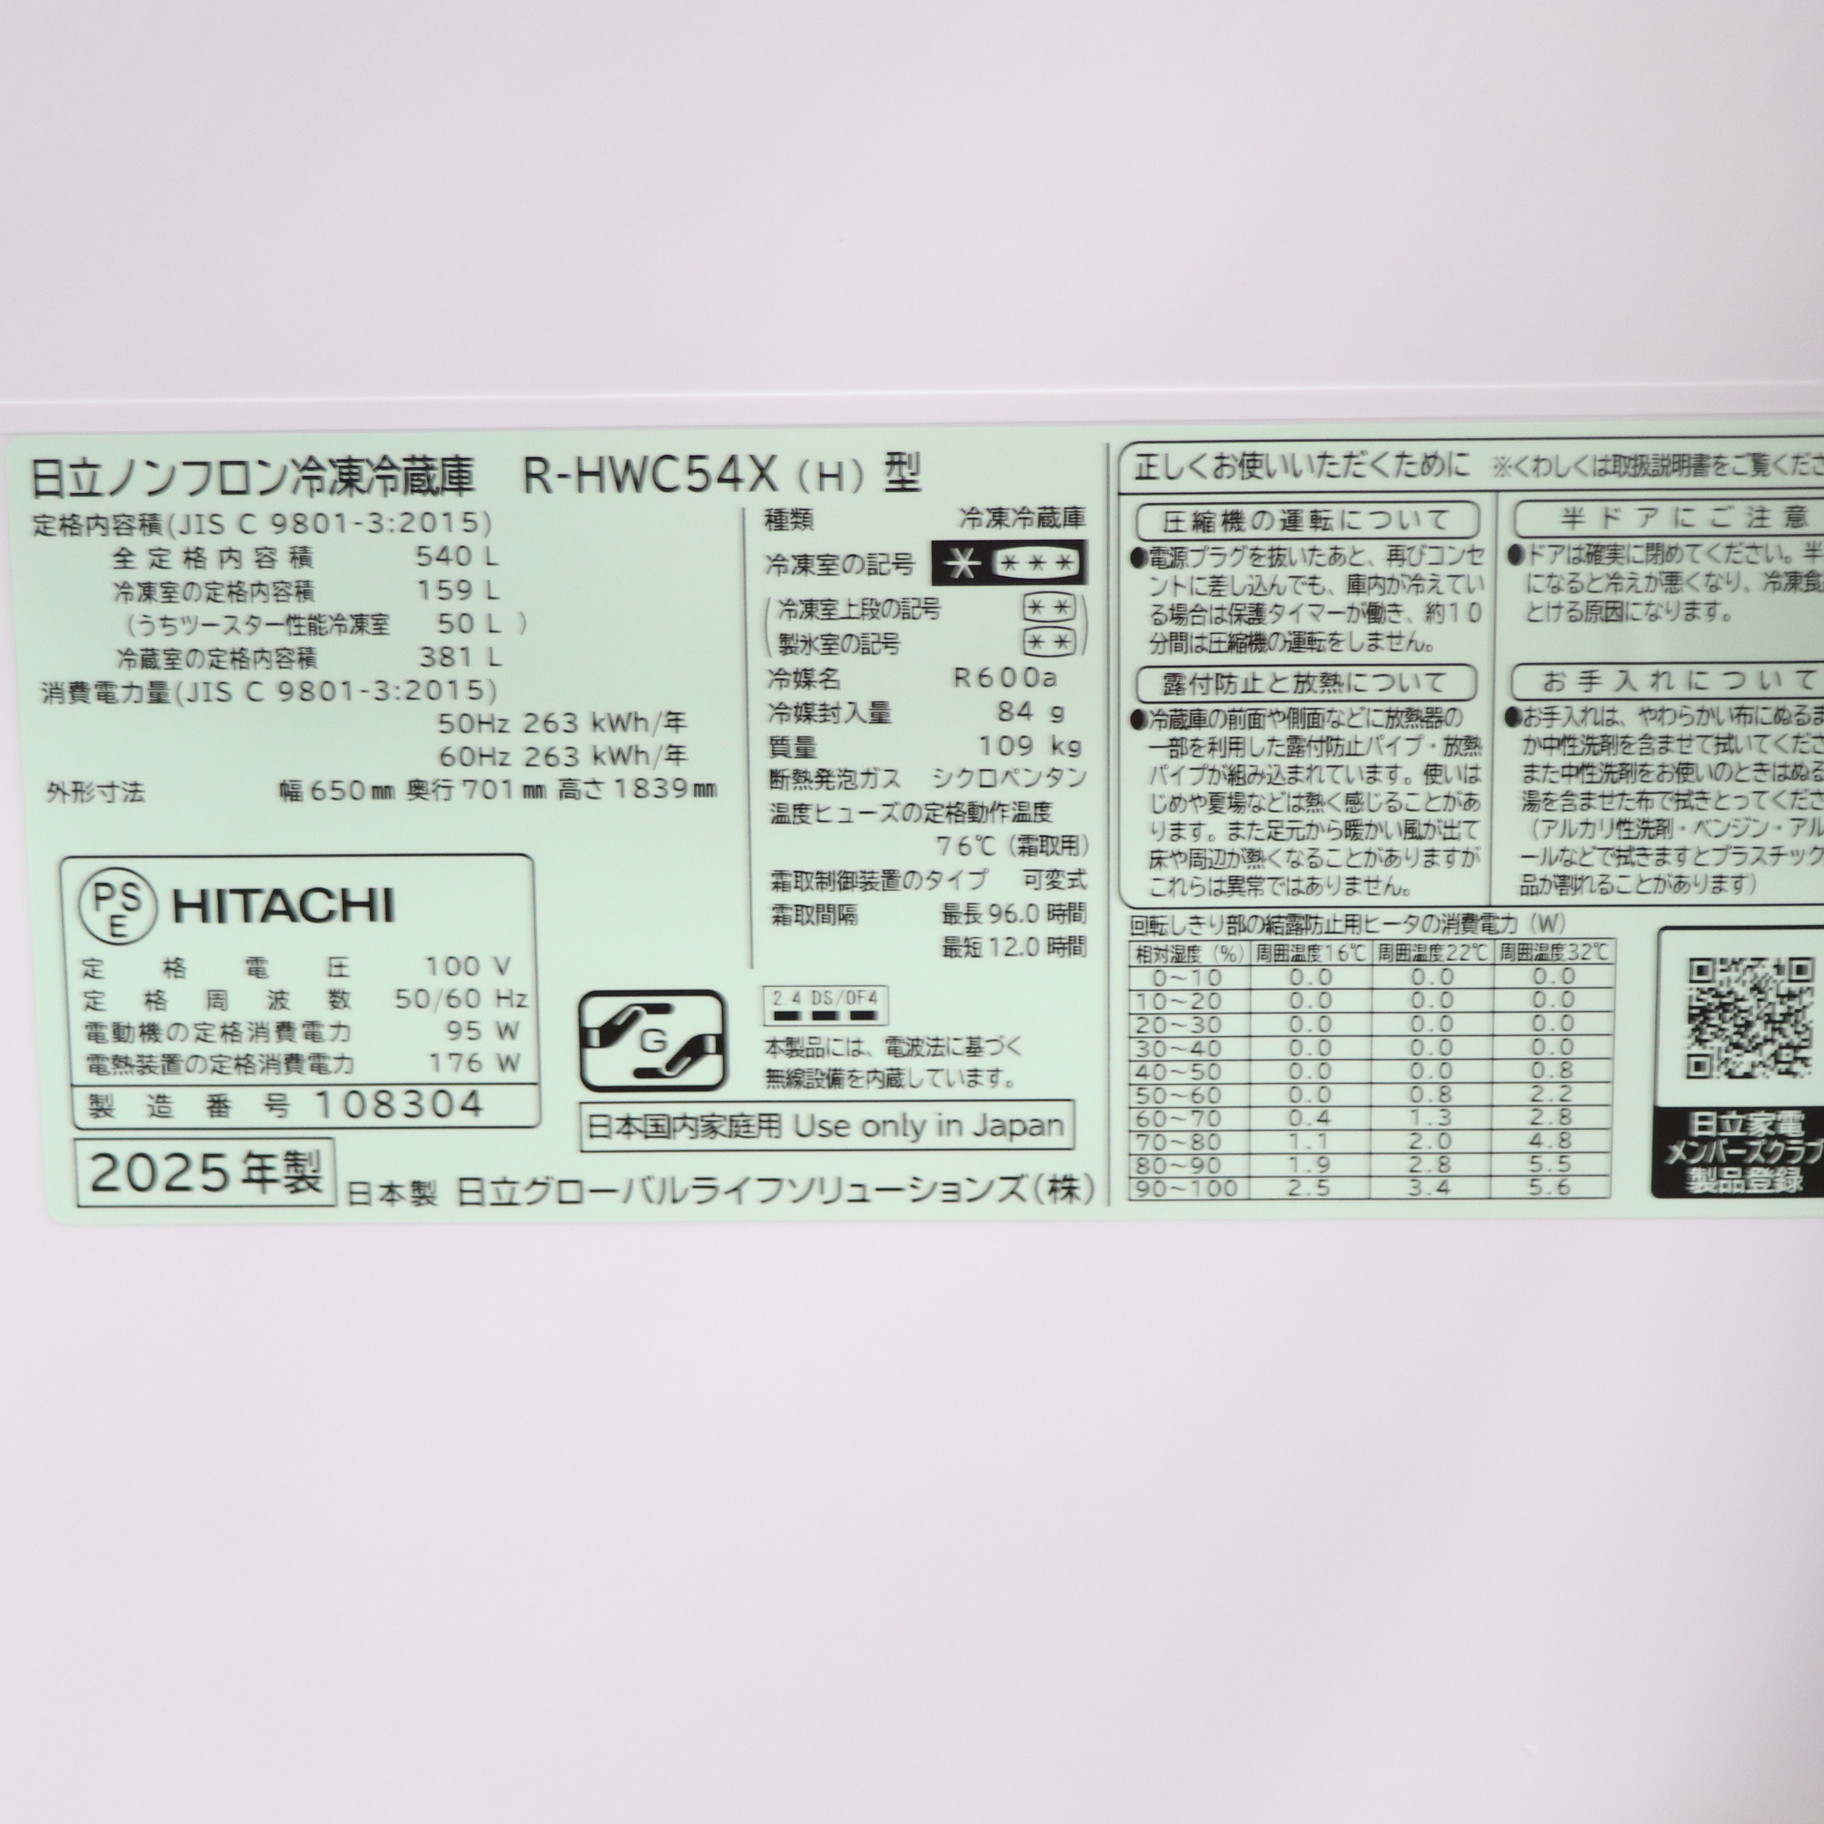 日立ノンフロン冷凍冷蔵庫 R-HWC54X（H）型
定格内容積(JIS C 9801-3:2015)
全定格内容積 540 L
冷凍室の定格内容積 159 L
（うちツースター性能冷凍室 50 L ）
冷蔵室の定格内容積 381 L
消費電力量(JIS C 9801-3:2015)
50Hz 263 kWh/年
60Hz 263 kWh/年
外形寸法 幅650㎜ 奥行701㎜ 高さ1839㎜
PS
E
HITACHI
定格電圧 100 V
定格周波数 50/60 Hz
電動機の定格消費電力 95 W
電熱装置の定格消費電力 176 W
製造番号 108304
2025年製
日本製 日立グローバルライフソリューションズ(株)
種類 冷凍冷蔵庫
冷凍室の記号 * ***
冷凍室上段の記号 **
製氷室の記号 **
冷媒名 R600a
冷媒封入量 84 g
質量 109 kg
断熱発泡ガス シクロペンタン
温度ヒューズの定格動作温度
76℃（霜取用）
霜取制御装置のタイプ 可変式
霜取間隔 最長96.0時間
最短12.0時間
G
2.4 DS/OF4
本製品には、電波法に基づく
無線設備を内蔵しています。
日本国内家庭用 Use only in Japan
正しくお使いいただくために ※くわしくは取扱説明書をご覧くださ
圧縮機の運転について
●電源プラグを抜いたあと、再びコンセ
ントに差し込んでも、庫内が冷えてい
る場合は保護タイマーが働き、約10
分間は圧縮機の運転をしません。
露付防止と放熱について
●冷蔵庫の前面や側面などに放熱器の
一部を利用した露付防止パイプ・放熱
パイプが組み込まれています。使いは
じめや夏場などは熱く感じることがあ
ります。また足元から暖かい風が出て
床や周辺が熱くなることがありますが
これらは異常ではありません。
半ドアにご注意
●ドアは確実に閉めてください。半
になると冷えが悪くなり、冷凍食
とける原因になります。
お手入れについて
●お手入れは、やわらかい布にぬるま
か中性洗剤を含ませて拭いてくださ
また中性洗剤をお使いのときはぬる
湯を含ませた布で拭きとってくださ
（アルカリ性洗剤・ベンジン・アル
ールなどで拭きますとプラスチック
品が割れることがあります）
回転しきり部の結露防止用ヒータの消費電力（W）
相対湿度（%） 周囲温度16℃ 周囲温度22℃ 周囲温度32℃
0～10 0.0 0.0 0.0
10～20 0.0 0.0 0.0
20～30 0.0 0.0 0.0
30～40 0.0 0.0 0.0
40～50 0.0 0.0 0.8
50～60 0.0 0.8 2.2
60～70 0.4 1.3 2.8
70～80 1.1 2.0 4.8
80～90 1.9 2.8 5.5
90～100 2.5 3.4 5.6
日立家電
メンバーズクラブ
製品登録